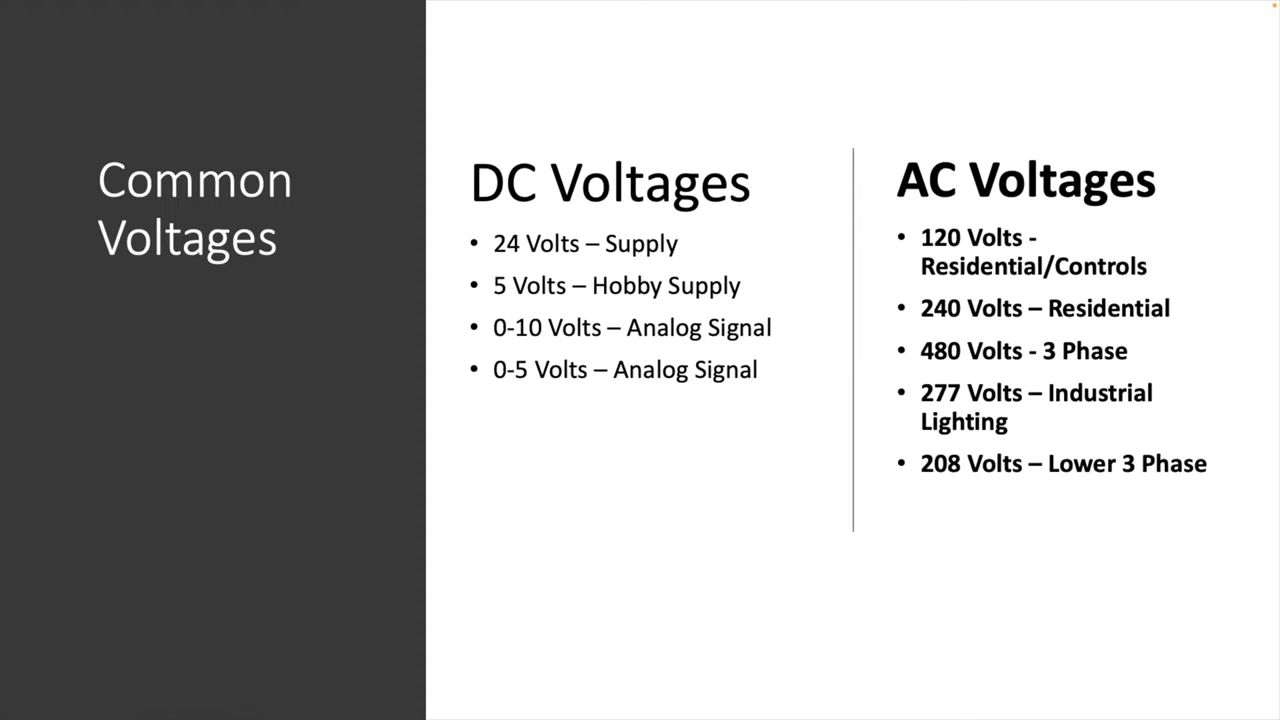 Common
Voltages
DC Voltages
• 24 Volts – Supply
• 5 Volts – Hobby Supply
• 0-10 Volts – Analog Signal
• 0-5 Volts – Analog Signal
AC Voltages
• 120 Volts -
Residential/Controls
• 240 Volts – Residential
• 480 Volts - 3 Phase
• 277 Volts – Industrial
Lighting
• 208 Volts – Lower 3 Phase